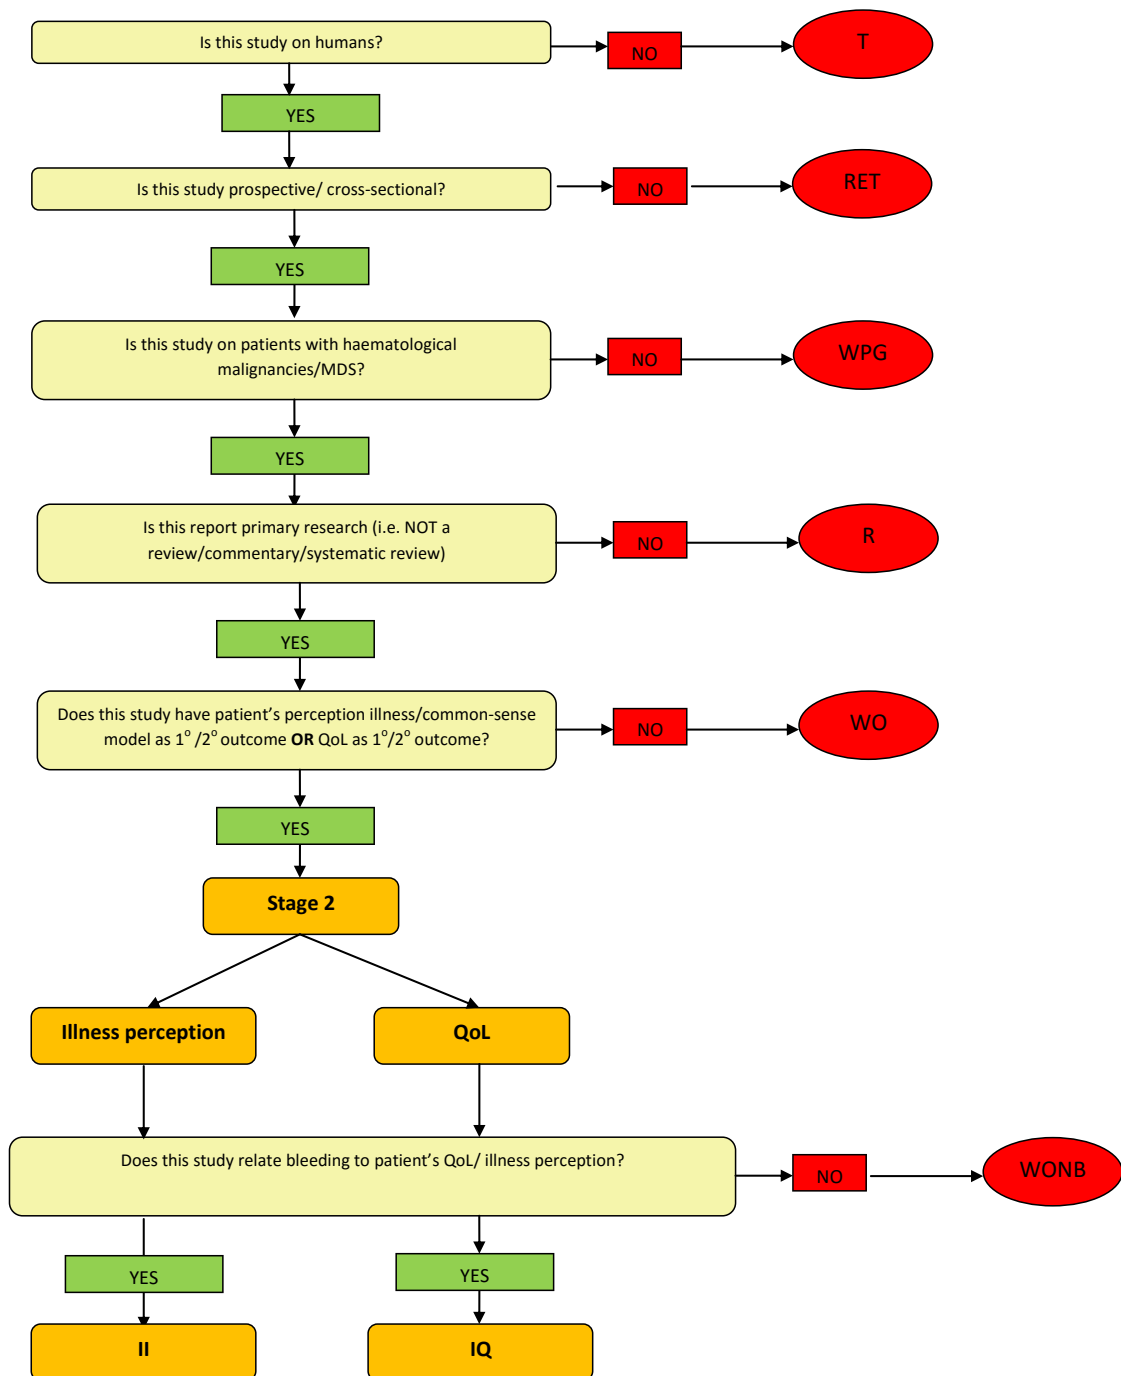 Is this study on humans?
NO
T
YES
Is this study prospective/ cross-sectional?
NO
RET
YES
Is this study on patients with haematological
malignancies/MDS?
NO
WPG
YES
Is this report primary research (i.e. NOT a
review/commentary/systematic review)
NO
R
YES
Does this study have patient’s perception illness/common-sense
model as 1o /2o outcome OR QoL as 1o/2o outcome?
NO
WO
YES
Stage 2
Illness perception
QoL
Does this study relate bleeding to patient’s QoL/ illness perception?
NO
WONB
YES
YES
II
IQ